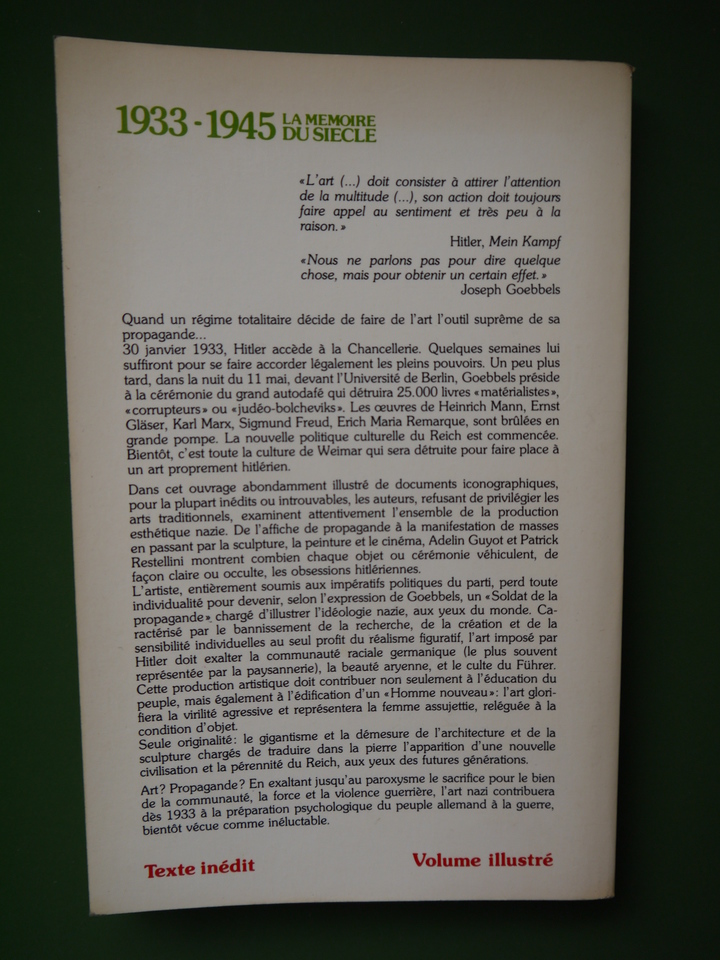 1933-1945 LA MEMOIRE
DU SIECLE
«L'art (...) doit consister à attirer l'attention
de la multitude (...), son action doit toujours
faire appel au sentiment et très peu à la
raison.»
Hitler, Mein Kampf
«Nous ne parlons pas pour dire quelque
chose, mais pour obtenir un certain effet.»
Joseph Goebbels
Quand un régime totalitaire décide de faire de l'art l'outil suprême de sa
propagande...
30 janvier 1933, Hitler accède à la Chancellerie. Quelques semaines lui
suffiront pour se faire accorder légalement les pleins pouvoirs. Un peu plus
tard, dans la nuit du 11 mai, devant l'Université de Berlin, Goebbels préside
à la cérémonie du grand autodafé qui détruira 25.000 livres «matérialistes»,
«corrupteurs» ou «judéo-bolcheviks». Les œuvres de Heinrich Mann, Ernst
Gläser, Karl Marx, Sigmund Freud, Erich Maria Remarque, sont brûlées en
grande pompe. La nouvelle politique culturelle du Reich est commencée.
Bientôt, c'est toute la culture de Weimar qui sera détruite pour faire place à
un art proprement hitlérien.
Dans cet ouvrage abondamment illustré de documents iconographiques,
pour la plupart inédits ou introuvables, les auteurs, refusant de privilégier les
arts traditionnels, examinent attentivement l'ensemble de la production
esthétique nazie. De l'affiche de propagande à la manifestation de masses
en passant par la sculpture, la peinture et le cinéma, Adelin Guyot et Patrick
Restellini montrent combien chaque objet ou cérémonie véhiculent, de
façon claire ou occulte, les obsessions hitlériennes.
L'artiste, entièrement soumis aux impératifs politiques du parti, perd toute
individualité pour devenir, selon l'expression de Goebbels, un «Soldat de la
propagande» chargé d'illustrer l'idéologie nazie, aux yeux du monde. Ca-
ractérisé par le bannissement de la recherche, de la création et de la
sensibilité individuelles au seul profit du réalisme figuratif, l'art imposé par
Hitler doit exalter la communauté raciale germanique (le plus souvent
représentée par la paysannerie), la beauté aryenne, et le culte du Führer.
Cette production artistique doit contribuer non seulement à l'éducation du
peuple, mais également à l'édification d'un «Homme nouveau»: l'art glori-
fiera la virilité agressive et représentera la femme assujettie, reléguée à la
condition d'objet.
Seule originalité: le gigantisme et la démesure de l'architecture et de la
sculpture chargés de traduire dans la pierre l'apparition d'une nouvelle
civilisation et la pérennité du Reich, aux yeux des futures générations.
Art? Propagande? En exaltant jusqu'au paroxysme le sacrifice pour le bien
de la communauté, la force et la violence guerrière, l'art nazi contribuera
dès 1933 à la préparation psychologique du peuple allemand à la guerre,
bientôt vécue comme inéluctable.
Texte inédit Volume illustré